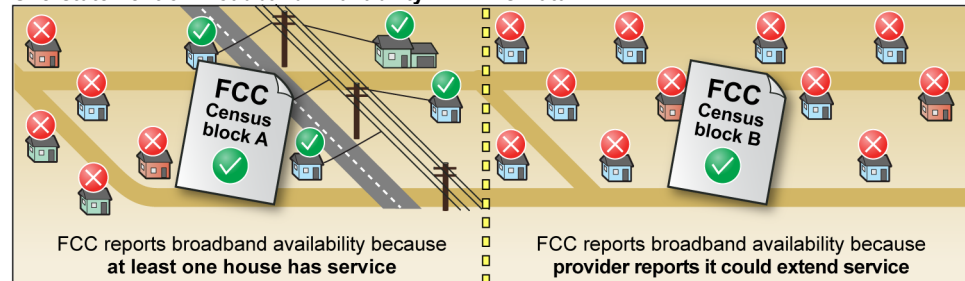 FCC
Census
block A
FCC
Census
block B
FCC reports broadband availability because
at least one house has service
FCC reports broadband availability because
provider reports it could extend service